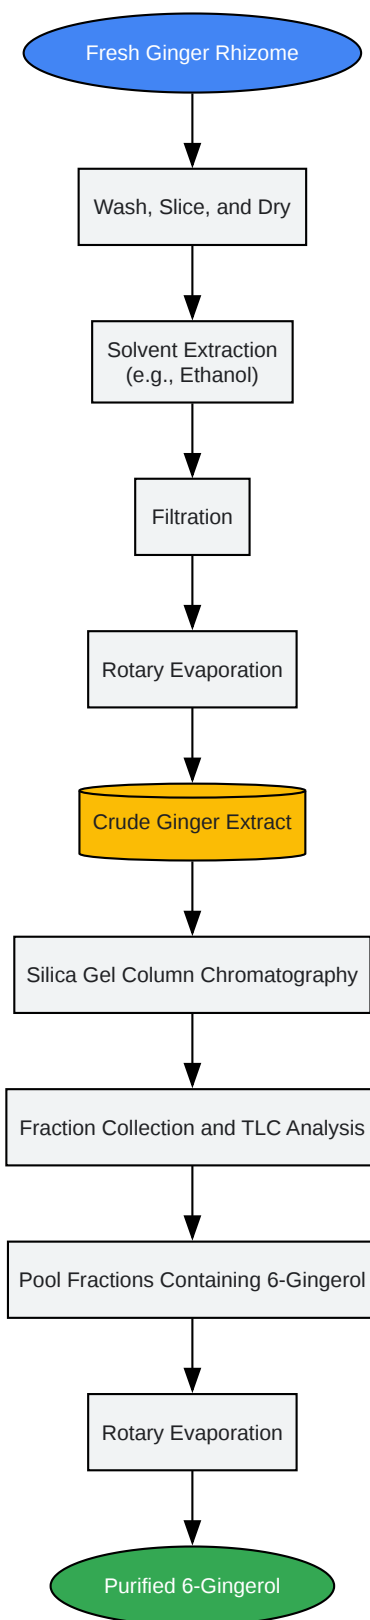 Fresh Ginger Rhizome
Wash, Slice, and Dry
Solvent Extraction
(e.g., Ethanol)
Filtration
Rotary Evaporation
Crude Ginger Extract
Silica Gel Column Chromatography
Fraction Collection and TLC Analysis
Pool Fractions Containing 6-Gingerol
Rotary Evaporation
Purified 6-Gingerol